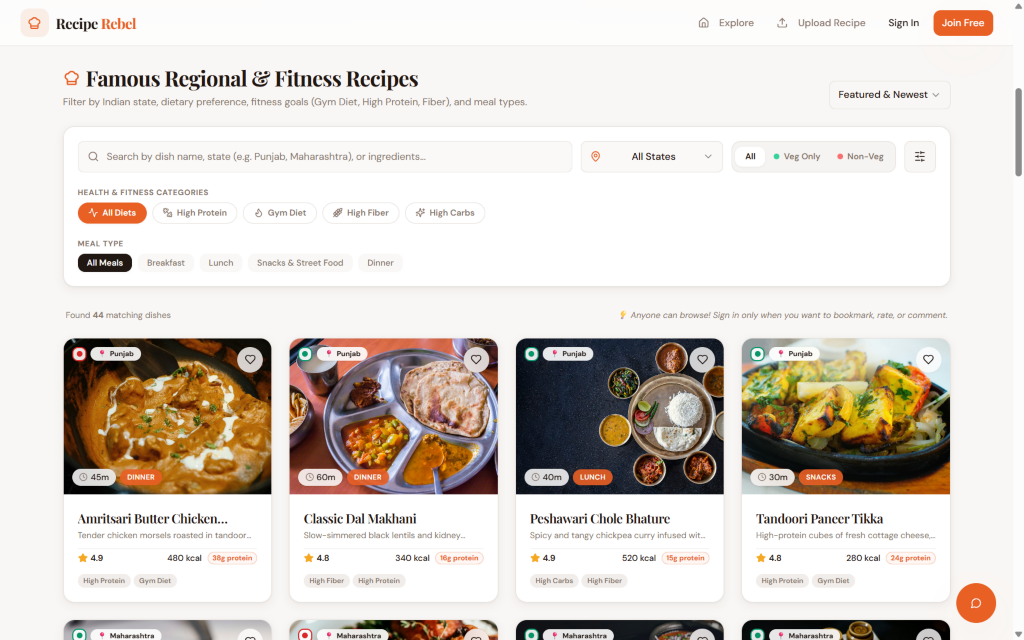 Recipe Rebel
Explore
Upload Recipe
Sign In
Join Free
Famous Regional & Fitness Recipes
Filter by Indian state, dietary preference, fitness goals (Gym Diet, High Protein, Fiber), and meal types.
Featured & Newest
Search by dish name, state (e.g. Punjab, Maharashtra), or ingredients...
All States
All
Veg Only
Non-Veg
HEALTH & FITNESS CATEGORIES
All Diets
High Protein
Gym Diet
High Fiber
High Carbs
MEAL TYPE
All Meals
Breakfast
Lunch
Snacks & Street Food
Dinner
Found 44 matching dishes
Anyone can browse! Sign in only when you want to bookmark, rate, or comment.
Punjab
45m
DINNER
Amritsari Butter Chicken...
Tender chicken morsels roasted in tandoor...
4.9
480 kcal
38g protein
High Protein
Gym Diet
Punjab
60m
DINNER
Classic Dal Makhani
Slow-simmered black lentils and kidney...
4.8
340 kcal
16g protein
High Fiber
High Protein
Punjab
40m
LUNCH
Peshawari Chole Bhature
Spicy and tangy chickpea curry infused wit...
4.9
520 kcal
15g protein
High Carbs
High Fiber
Punjab
30m
SNACKS
Tandoori Paneer Tikka
High-protein cubes of fresh cottage cheese,...
4.8
280 kcal
24g protein
High Protein
Gym Diet
Maharashtra
Maharashtra
Maharashtra
Maharashtra